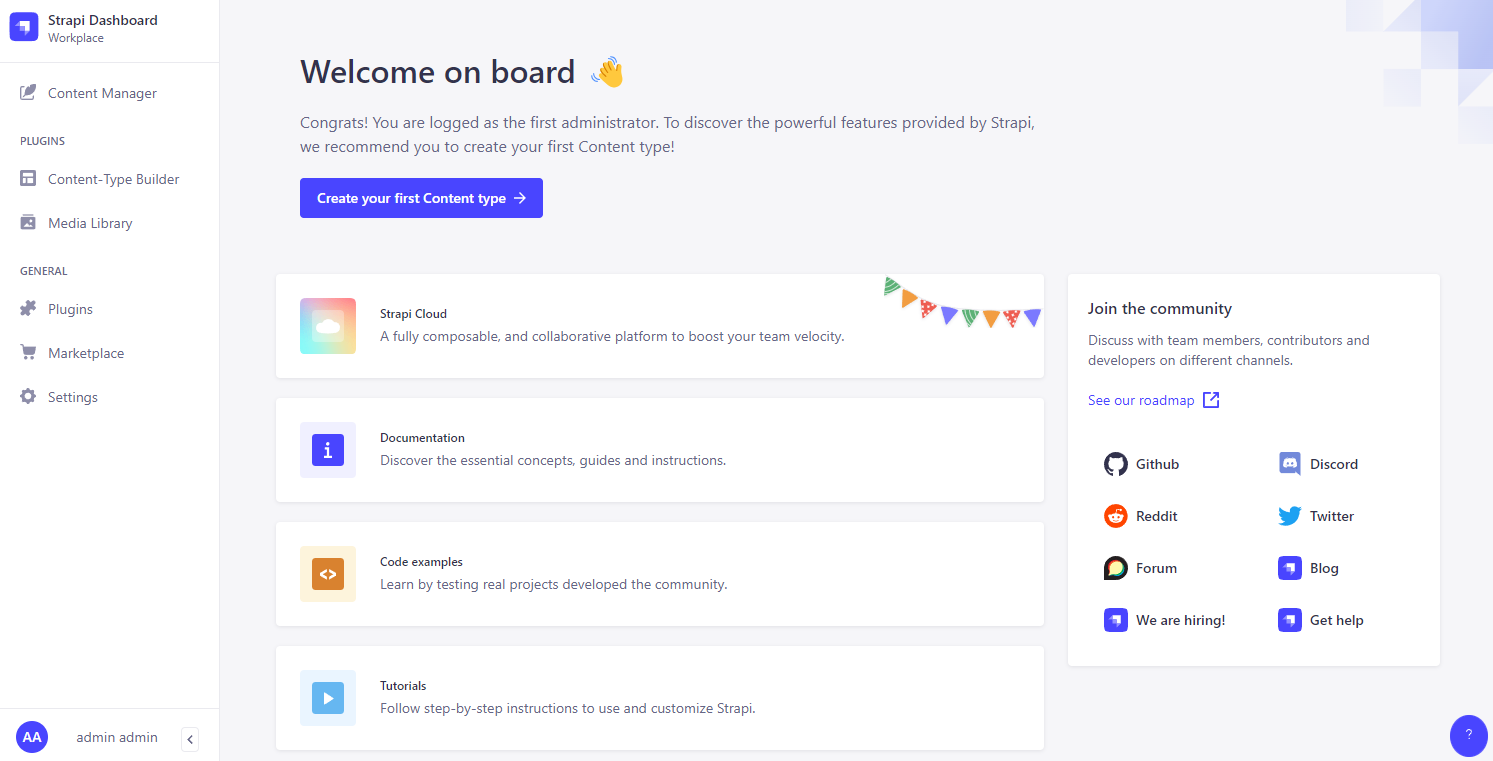 Strapi Dashboard
Workplace
Content Manager
PLUGINS
Content-Type Builder
Media Library
GENERAL
Plugins
Marketplace
Settings
AA
admin admin
Welcome on board
Congrats! You are logged as the first administrator. To discover the powerful features provided by Strapi,
we recommend you to create your first Content type!
Create your first Content type
Strapi Cloud
A fully composable, and collaborative platform to boost your team velocity.
Documentation
Discover the essential concepts, guides and instructions.
Code examples
Learn by testing real projects developed the community.
Tutorials
Follow step-by-step instructions to use and customize Strapi.
Join the community
Discuss with team members, contributors and
developers on different channels.
See our roadmap
Github
Discord
Reddit
Twitter
Forum
Blog
We are hiring!
Get help
?